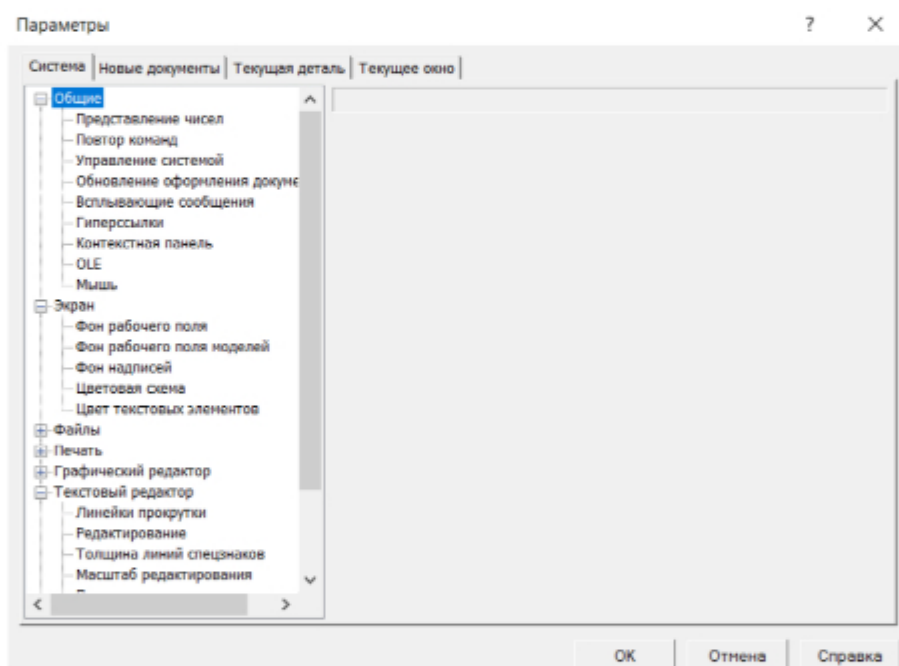 Параметры
Система Новые документы Текущая деталь Текущее окно
Общие
Представление чисел
Повтор команд
Управление системой
Обновление оформления докуме
Всплывающие сообщения
Гиперссылки
Контекстная панель
OLE
Мышь
Экран
Фон рабочего поля
Фон рабочего поля моделей
Фон надписей
Цветовая схема
Цвет текстовых элементов
Файлы
Печать
Графический редактор
Текстовый редактор
Линейки прокрутки
Редактирование
Толщина линий спецзнаков
Масштаб редактирования
OK Отмена Справка